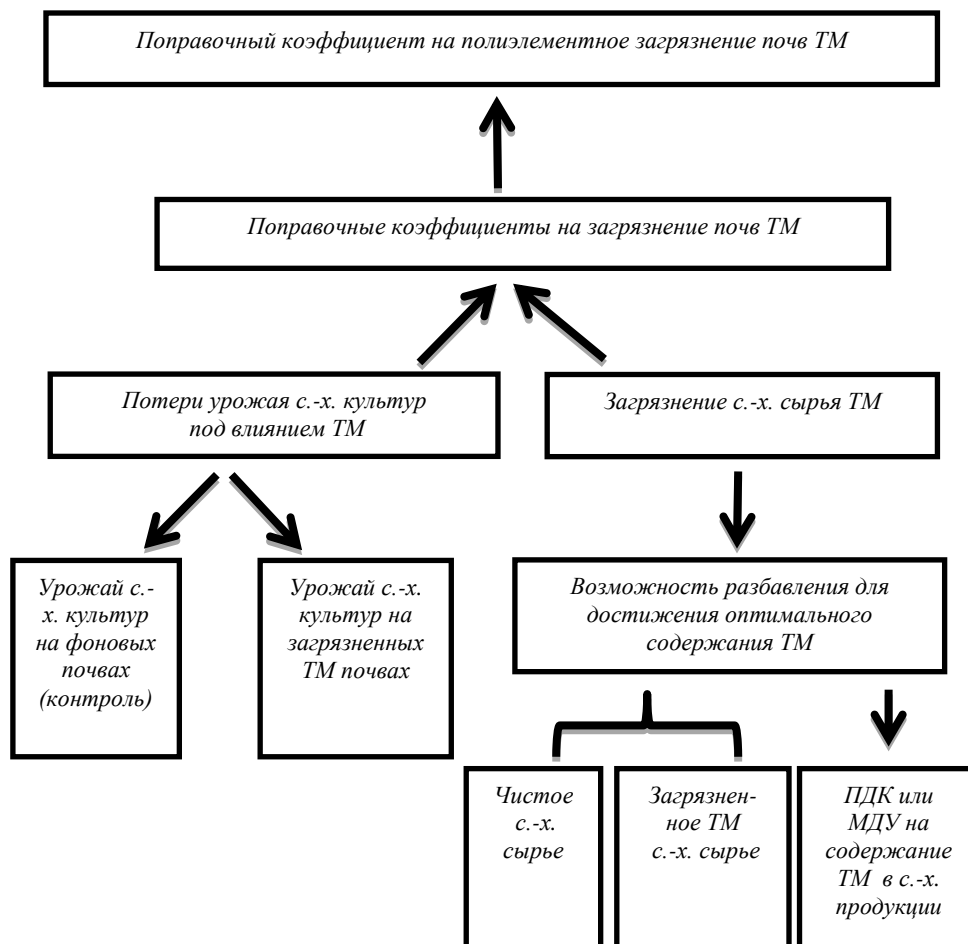 Поправочный коэффициент на полиэлементное загрязнение почв ТМ
Поправочные коэффициенты на загрязнение почв ТМ
Потери урожая с.-х. культур
под влиянием ТМ
Загрязнение с.-х. сырья ТМ
Урожай с.-
х. культур
на фоновых
почвах
(контроль)
Урожай с.-х.
культур на
загрязненных
ТМ почвах
Возможность разбавления для
достижения оптимального
содержания ТМ
Чистое
с.-х.
сырье
Загрязнен-
ное ТМ
с.-х. сырье
ПДК или
МДУ на
содержание
ТМ в с.-х.
продукции